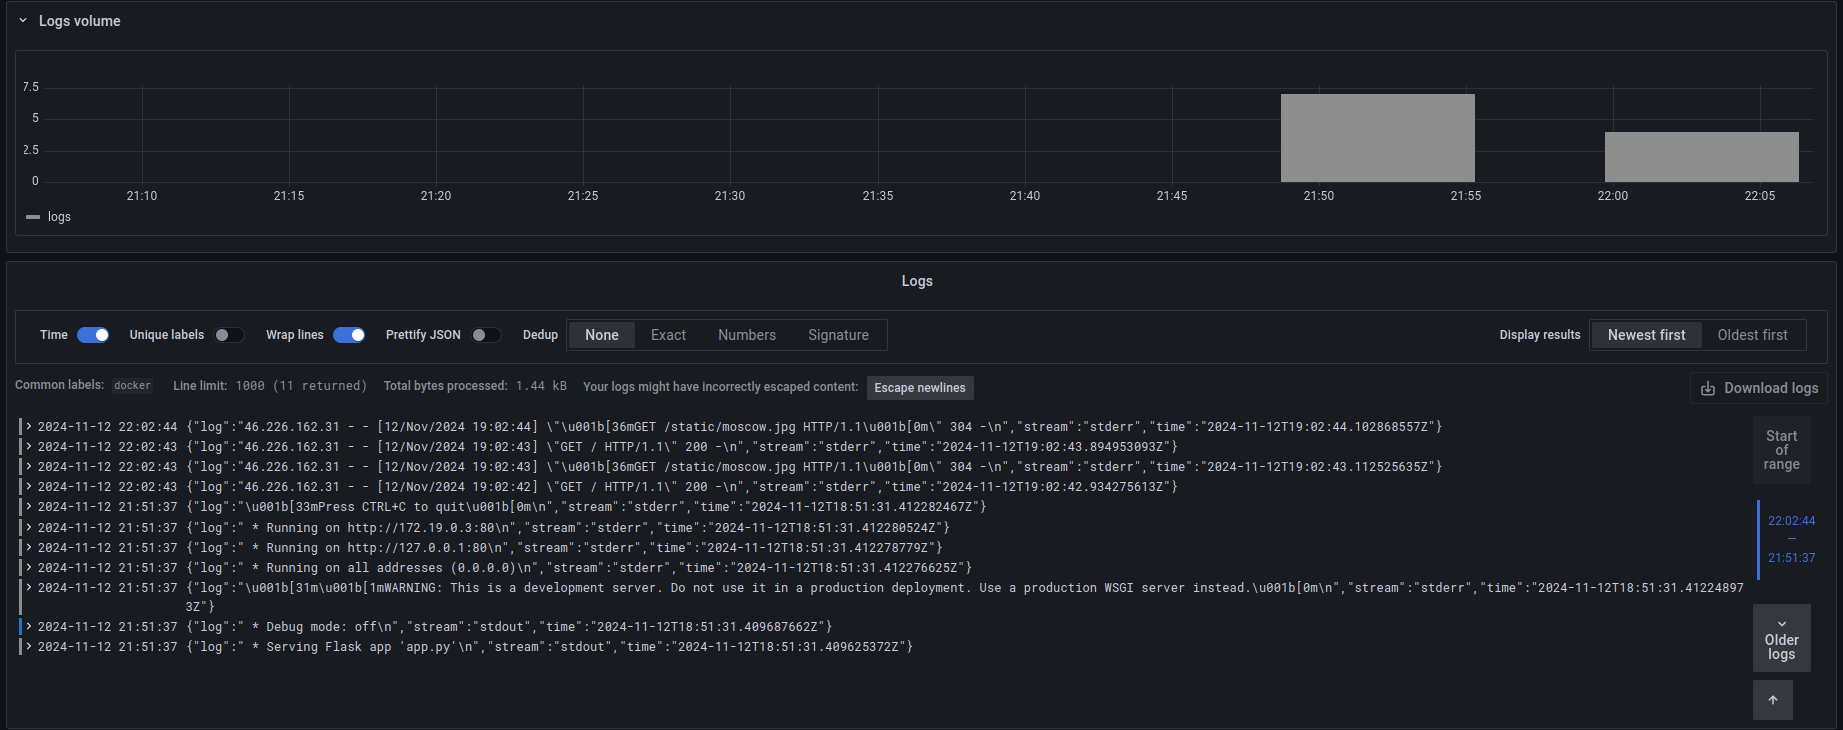 Logs volume
7.5
5
2.5
0
21:10 21:15 21:20 21:25 21:30 21:35 21:40 21:45 21:50 21:55 22:00 22:05
logs
Logs
Time Unique labels Wrap lines Prettify JSON Dedup None Exact Numbers Signature Display results Newest first Oldest first
Common labels: docker Line limit: 1000 (11 returned) Total bytes processed: 1.44 kB Your logs might have incorrectly escaped content: Escape newlines Download logs
2024-11-12 22:02:44 {"log":"46.226.162.31 - - [12/Nov/2024 19:02:44] \"\u001b[36mGET /static/moscow.jpg HTTP/1.1\u001b[0m\" 304 -\n","stream":"stderr","time":"2024-11-12T19:02:44.102868557Z"}
2024-11-12 22:02:43 {"log":"46.226.162.31 - - [12/Nov/2024 19:02:43] \"GET / HTTP/1.1\" 200 -\n","stream":"stderr","time":"2024-11-12T19:02:43.894953093Z"}
2024-11-12 22:02:43 {"log":"46.226.162.31 - - [12/Nov/2024 19:02:43] \"\u001b[36mGET /static/moscow.jpg HTTP/1.1\u001b[0m\" 304 -\n","stream":"stderr","time":"2024-11-12T19:02:43.112525635Z"}
2024-11-12 22:02:43 {"log":"46.226.162.31 - - [12/Nov/2024 19:02:42] \"GET / HTTP/1.1\" 200 -\n","stream":"stderr","time":"2024-11-12T19:02:42.934275613Z"}
2024-11-12 21:51:37 {"log":"\u001b[33mPress CTRL+C to quit\u001b[0m\n","stream":"stderr","time":"2024-11-12T18:51:31.412282467Z"}
2024-11-12 21:51:37 {"log":" * Running on http://172.19.0.3:80\n","stream":"stderr","time":"2024-11-12T18:51:31.412280524Z"}
2024-11-12 21:51:37 {"log":" * Running on http://127.0.0.1:80\n","stream":"stderr","time":"2024-11-12T18:51:31.412278779Z"}
2024-11-12 21:51:37 {"log":" * Running on all addresses (0.0.0.0)\n","stream":"stderr","time":"2024-11-12T18:51:31.412276625Z"}
2024-11-12 21:51:37 {"log":"\u001b[31m\u001b[1mWARNING: This is a development server. Do not use it in a production deployment. Use a production WSGI server instead.\u001b[0m\n","stream":"stderr","time":"2024-11-12T18:51:31.41224897
3Z"}
2024-11-12 21:51:37 {"log":" * Debug mode: off\n","stream":"stdout","time":"2024-11-12T18:51:31.409687662Z"}
2024-11-12 21:51:37 {"log":" * Serving Flask app 'app.py'\n","stream":"stdout","time":"2024-11-12T18:51:31.409625372Z"}
Start
of
range
22:02:44
—
21:51:37
Older
logs